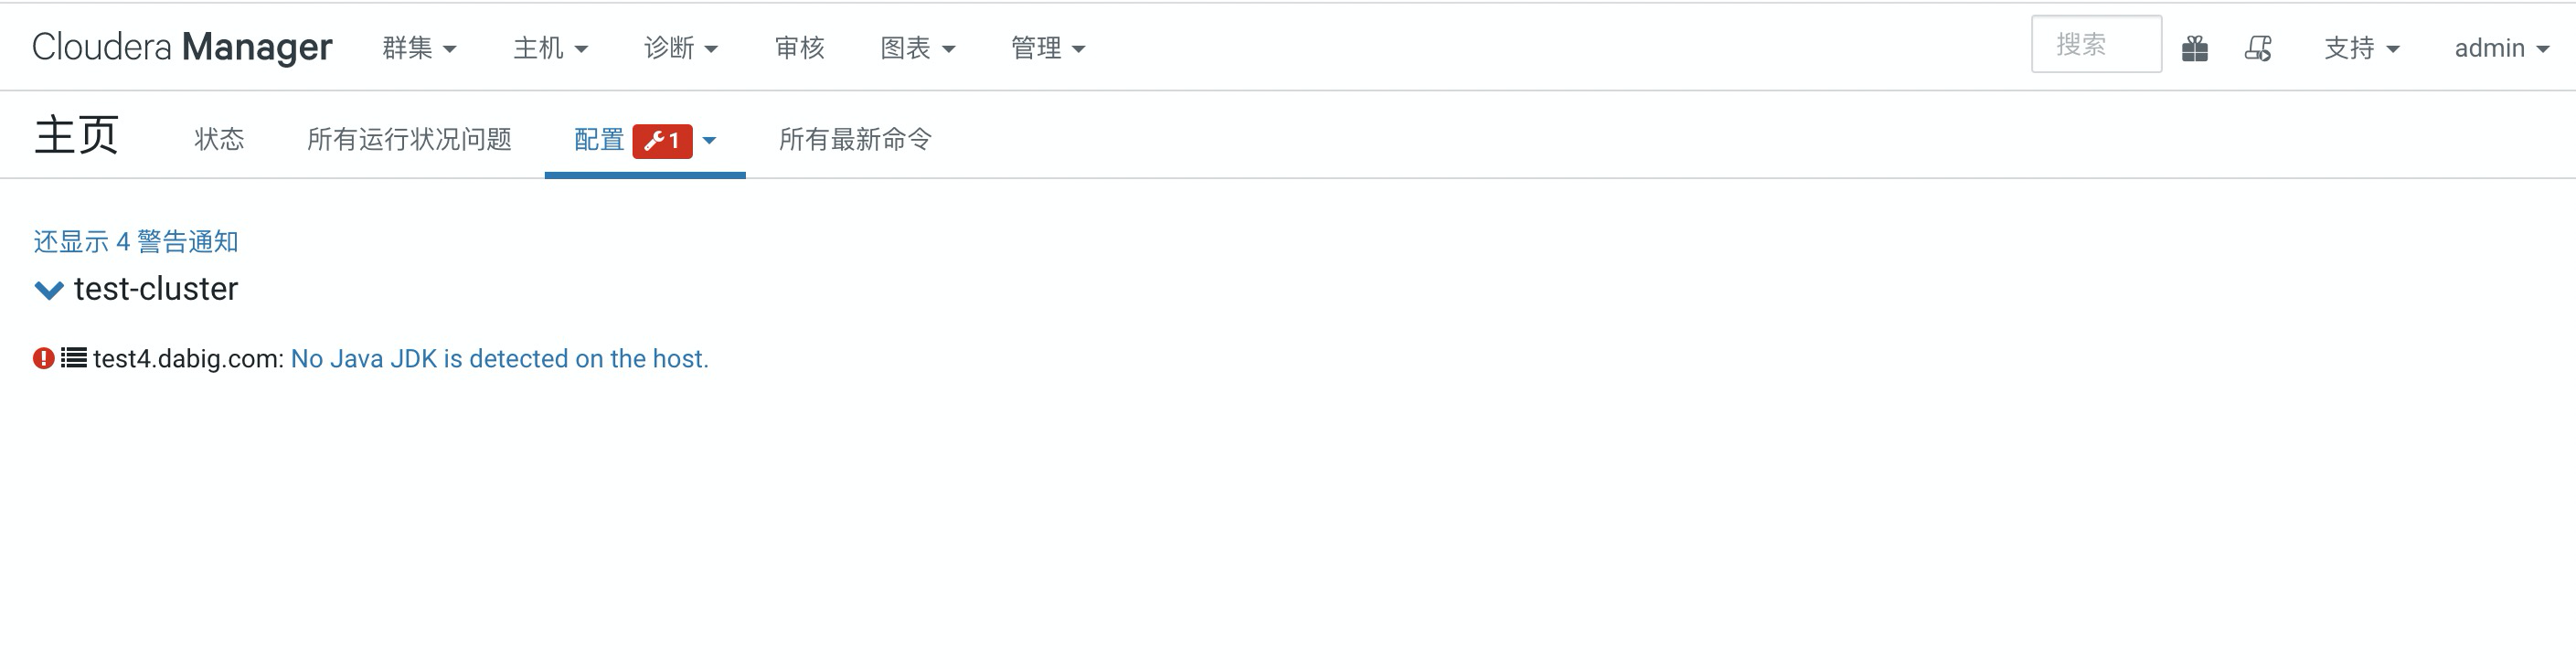 Cloudera Manager 群集 主机 诊断 审核 图表 管理 搜索 支持 admin
主页 状态 所有运行状况问题 配置 1 所有最新命令
还显示 4 警告通知
test-cluster
test4.dabig.com: No Java JDK is detected on the host.